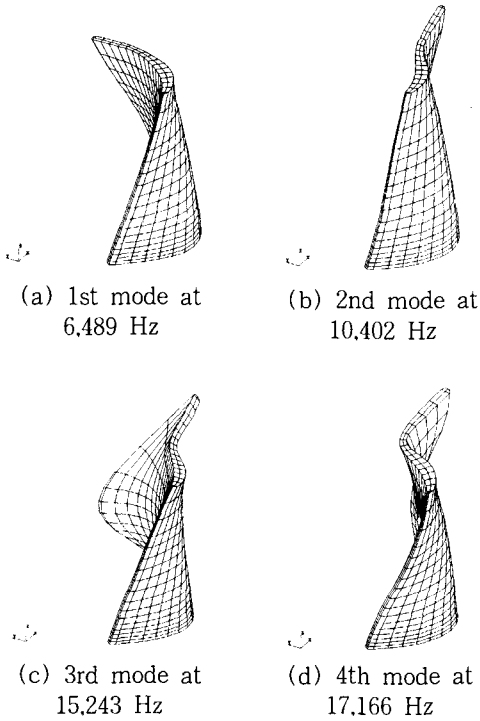 (a) 1st mode at
6,489 Hz
(b) 2nd mode at
10,402 Hz
(c) 3rd mode at
15,243 Hz
(d) 4th mode at
17,166 Hz